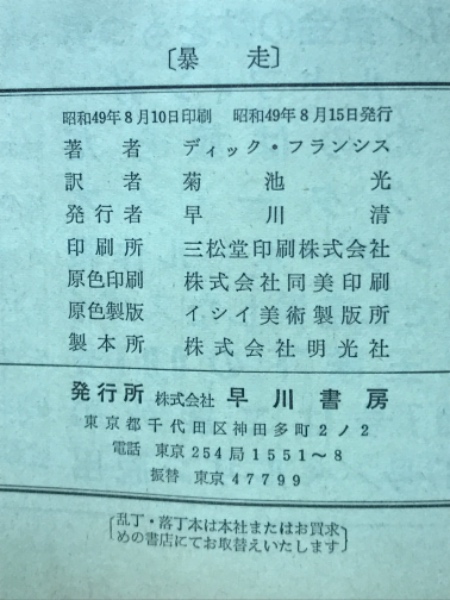 〔暴 走〕
昭和49年8月10日印刷 昭和49年8月15日発行
著者 ディック・フランシス
訳者 菊池光
発行者 早川清
印刷所 三松堂印刷株式会社
原色印刷 株式会社同美印刷
原色製版 イシイ美術製版所
製本所 株式会社明光社
発行所 株式会社 早川書房
東京都千代田区神田多町2ノ2
電話 東京254局1551〜8
振替 東京47799
乱丁・落丁本は本社またはお買求
めの書店にてお取替えいたします